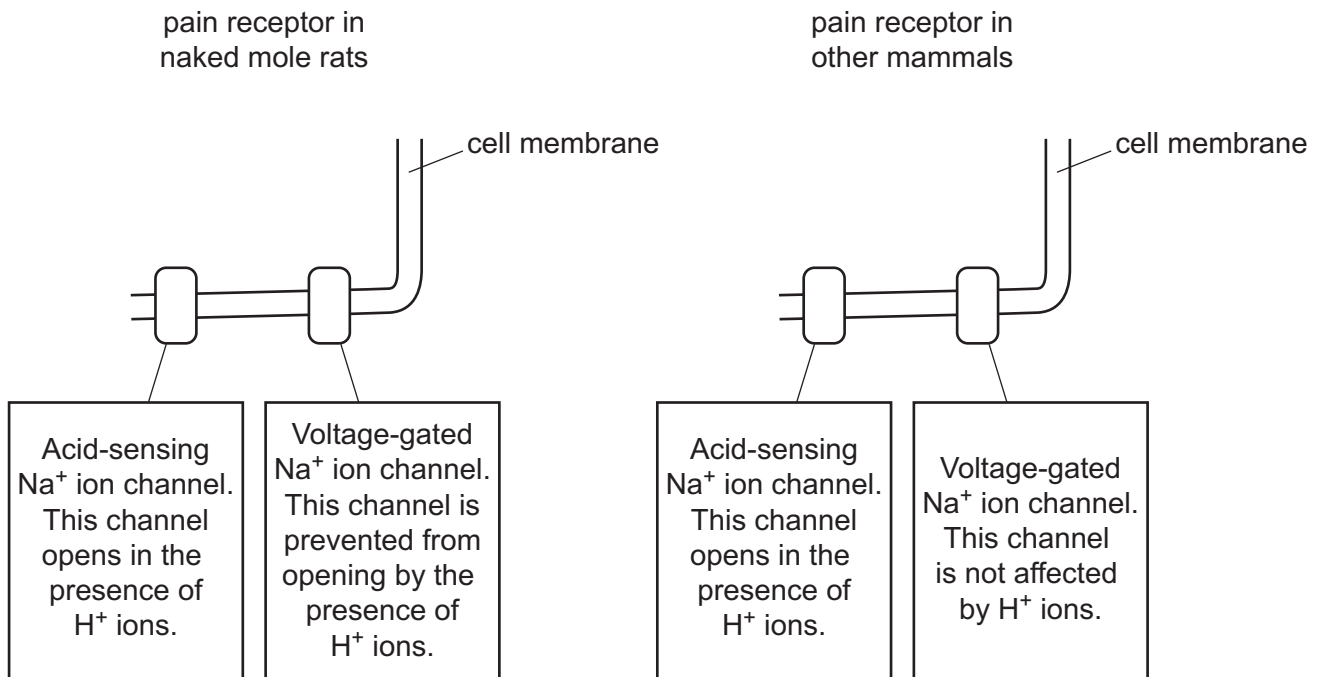 pain receptor in
naked mole rats
pain receptor in
other mammals
cell membrane
cell membrane
Acid-sensing
Na⁺ ion channel.
This channel
opens in the
presence of
H⁺ ions.
Voltage-gated
Na⁺ ion channel.
This channel is
prevented from
opening by the
presence of
H⁺ ions.
Acid-sensing
Na⁺ ion channel.
This channel
opens in the
presence of
H⁺ ions.
Voltage-gated
Na⁺ ion channel.
This channel
is not affected
by H⁺ ions.